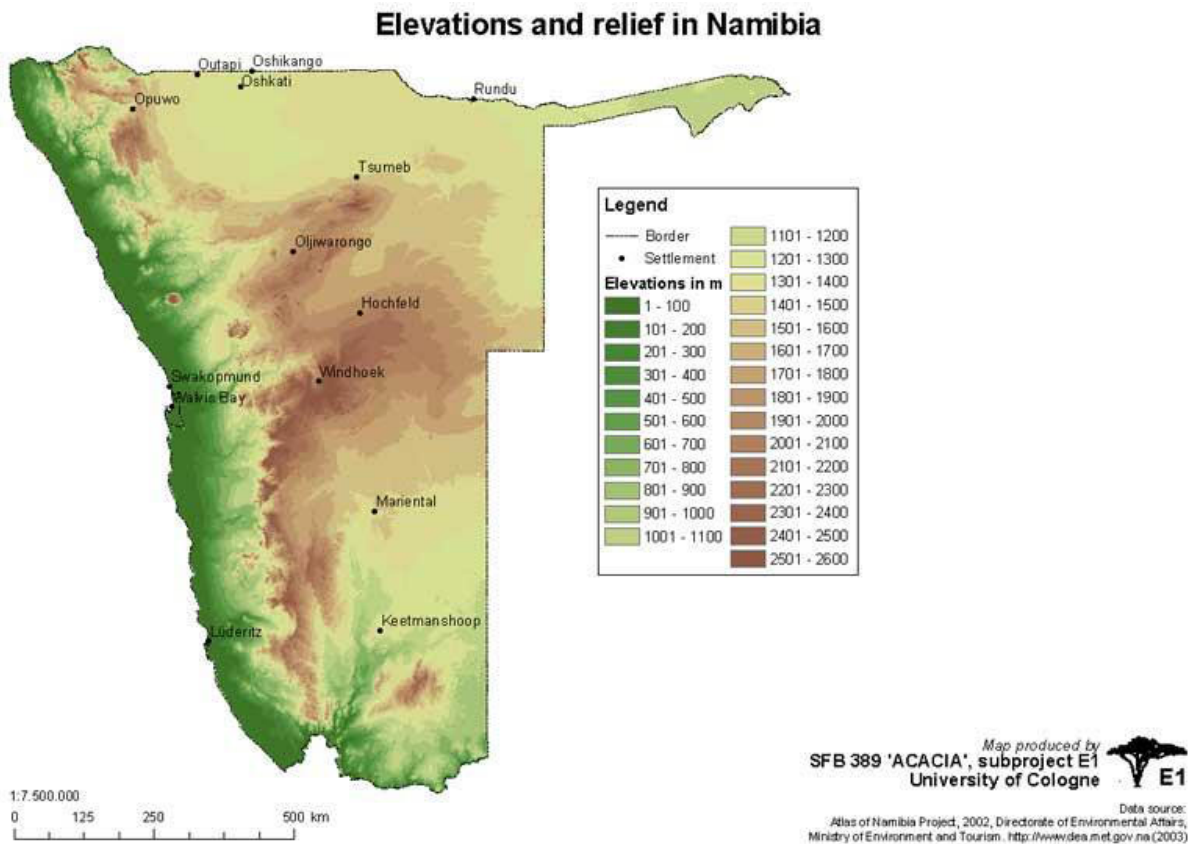 Elevations and relief in Namibia
Outapi
Oshikango
Oshkati
Opuwo
Rundu
Tsumeb
Oljiwarongo
Hochfeld
Swakopmund
Windhoek
Walvis Bay
Mariental
Keetmanshoop
Lüderitz
Legend
Border
Settlement
Elevations in m
1 - 100
101 - 200
201 - 300
301 - 400
401 - 500
501 - 600
601 - 700
701 - 800
801 - 900
901 - 1000
1001 - 1100
1101 - 1200
1201 - 1300
1301 - 1400
1401 - 1500
1501 - 1600
1601 - 1700
1701 - 1800
1801 - 1900
1901 - 2000
2001 - 2100
2101 - 2200
2201 - 2300
2301 - 2400
2401 - 2500
2501 - 2600
1:7.500.000
0 125 250 500 km
Map produced by
SFB 389 'ACACIA', subproject E1
University of Cologne
E1
Data source:
Atlas of Namibia Project, 2002, Directorate of Environmental Affairs,
Ministry of Environment and Tourism. http://www.dea.met.gov.na (2003)